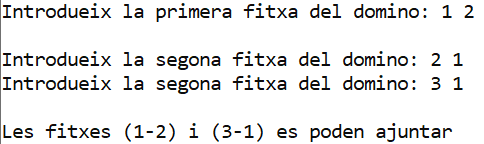 Introdueix la primera fitxa del domino: 1 2
Introdueix la segona fitxa del domino: 2 1
Introdueix la segona fitxa del domino: 3 1
Les fitxes (1-2) i (3-1) es poden ajuntar